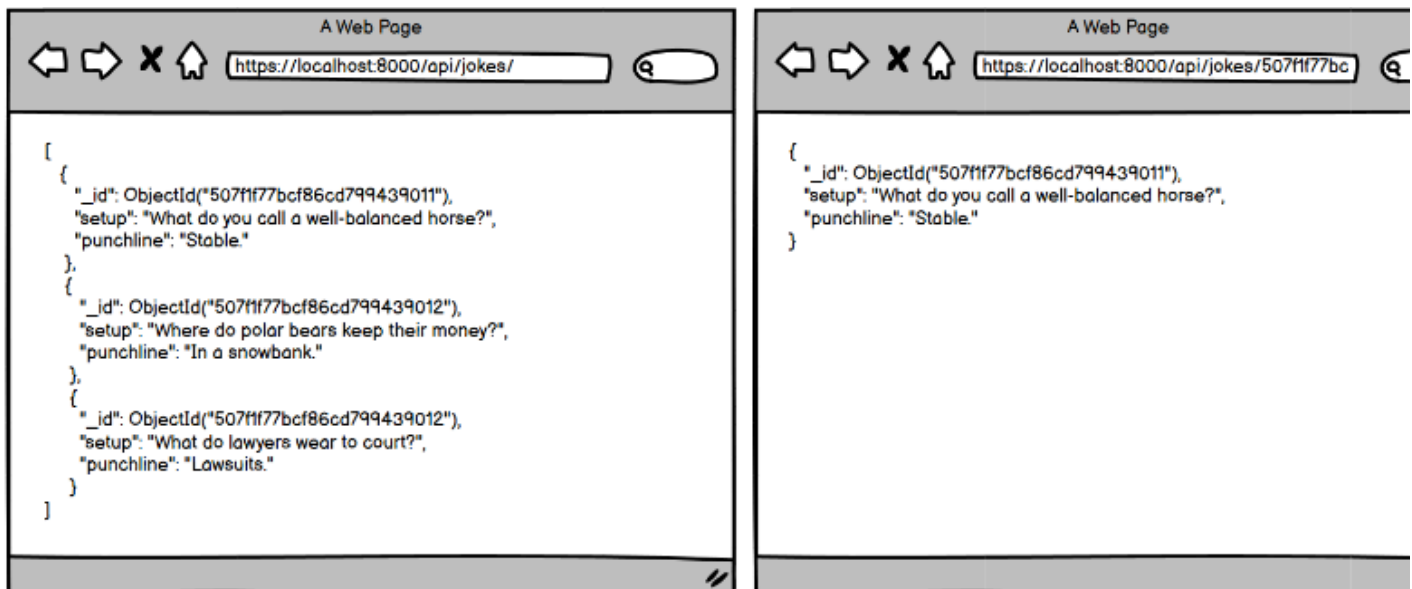 A Web Page
https://localhost:8000/api/jokes/
[
{
"_id": ObjectId("507f1f77bcf86cd799439011"),
"setup": "What do you call a well-balanced horse?",
"punchline": "Stable."
},
{
"_id": ObjectId("507f1f77bcf86cd799439012"),
"setup": "Where do polar bears keep their money?",
"punchline": "In a snowbank."
},
{
"_id": ObjectId("507f1f77bcf86cd799439012"),
"setup": "What do lawyers wear to court?",
"punchline": "Lawsuits."
}
]
A Web Page
https://localhost:8000/api/jokes/507f1f77bc
{
"_id": ObjectId("507f1f77bcf86cd799439011"),
"setup": "What do you call a well-balanced horse?",
"punchline": "Stable."
}